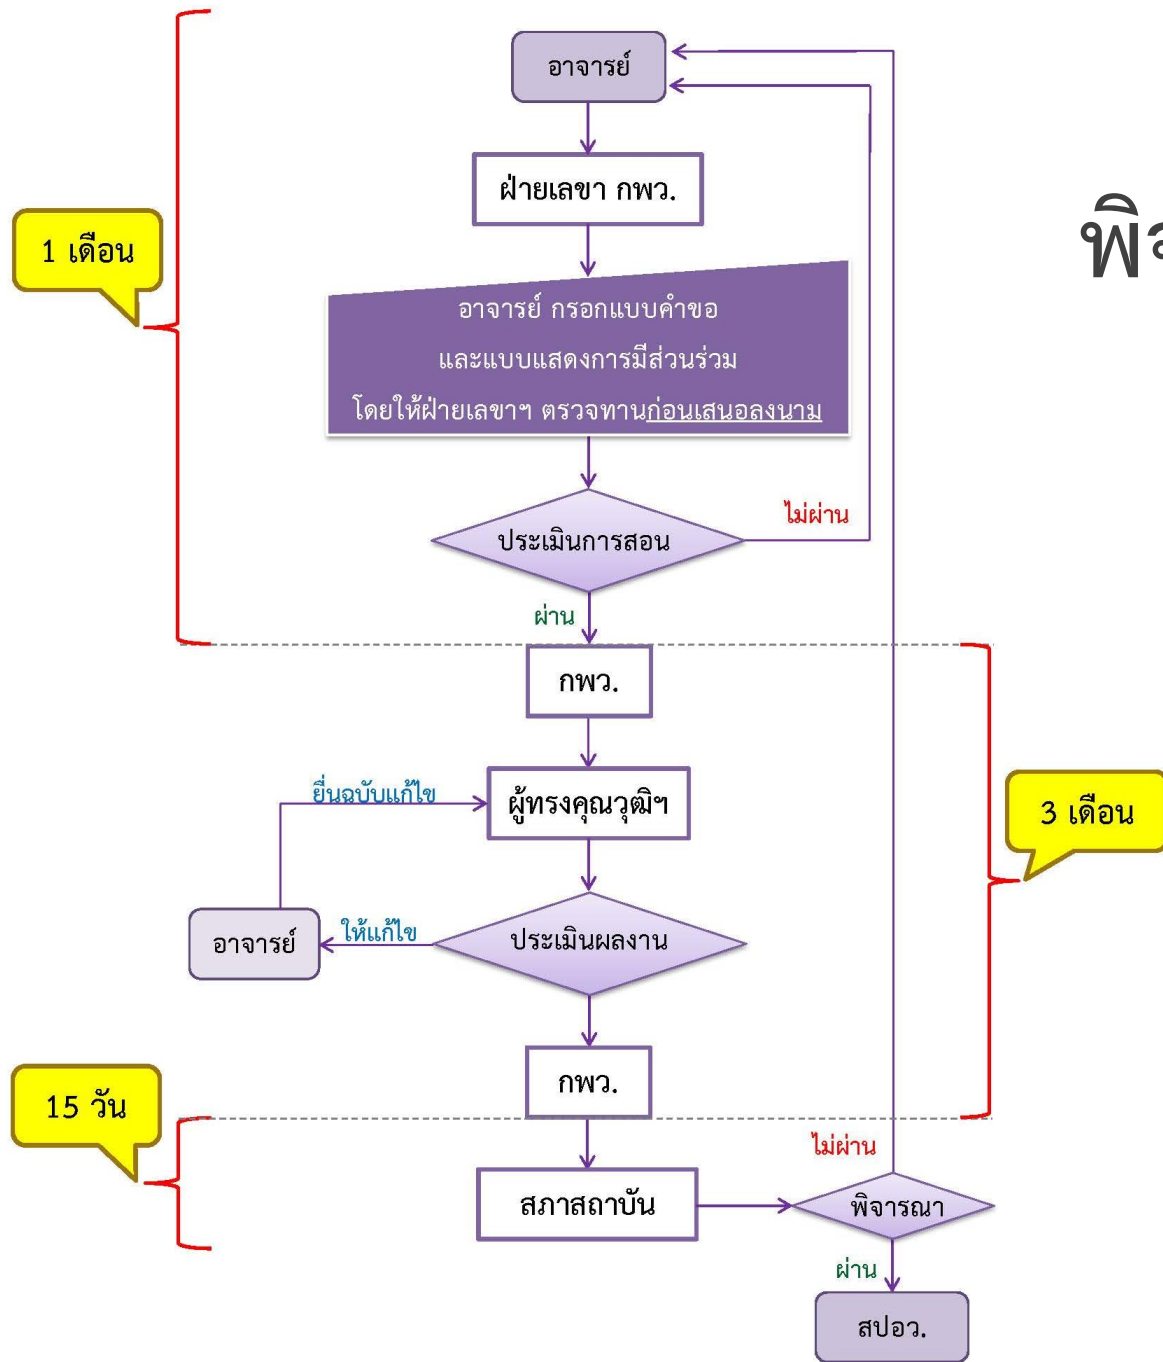 อาจารย์
ฝ่ายเลขา กพว.
1 เดือน
อาจารย์ กรอกแบบคำขอ
และแบบแสดงการมีส่วนร่วม
โดยให้ฝ่ายเลขาฯ ตรวจทานก่อนเสนอลงนาม
ไม่ผ่าน
ประเมินการสอน
ผ่าน
กพว.
ยื่นฉบับแก้ไข
ผู้ทรงคุณวุฒิฯ
3 เดือน
อาจารย์
ให้แก้ไข
ประเมินผลงาน
กพว.
15 วัน
ไม่ผ่าน
สภาสถาบัน
พิจารณา
ผ่าน
สปอว.